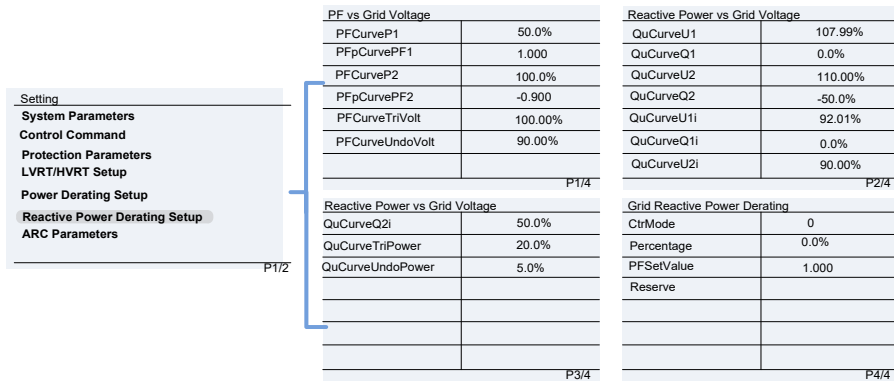 Setting
System Parameters
Control Command
Protection Parameters
LVRT/HVRT Setup
Power Derating Setup
Reactive Power Derating Setup
ARC Parameters
P1/2
PF vs Grid Voltage
PFCurveP1 50.0%
PFpCurvePF1 1.000
PFCurveP2 100.0%
PFpCurvePF2 -0.900
PFCurveTriVolt 100.00%
PFCurveUndoVolt 90.00%
P1/4
Reactive Power vs Grid Voltage
QuCurveU1 107.99%
QuCurveQ1 0.0%
QuCurveU2 110.00%
QuCurveQ2 -50.0%
QuCurveU1i 92.01%
QuCurveQ1i 0.0%
QuCurveU2i 90.00%
P2/4
Reactive Power vs Grid Voltage
QuCurveQ2i 50.0%
QuCurveTriPower 20.0%
QuCurveUndoPower 5.0%
P3/4
Grid Reactive Power Derating
CtrMode 0
Percentage 0.0%
PFSetValue 1.000
Reserve
P4/4